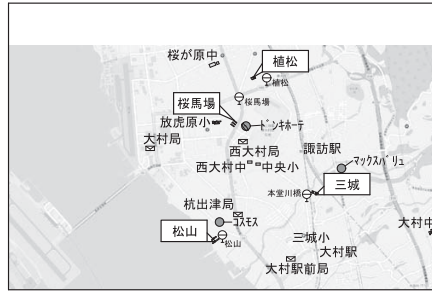 桜が原中
植松
植松
桜馬場
桜馬場
放虎原小
ドンキホーテ
大村局
西大村局
諏訪駅
西大村中
中央小
マックスバリュ
三城
本堂川橋
杭出津局
コスモス
松山
松山
三城小
大村中
大村駅
大村駅前局